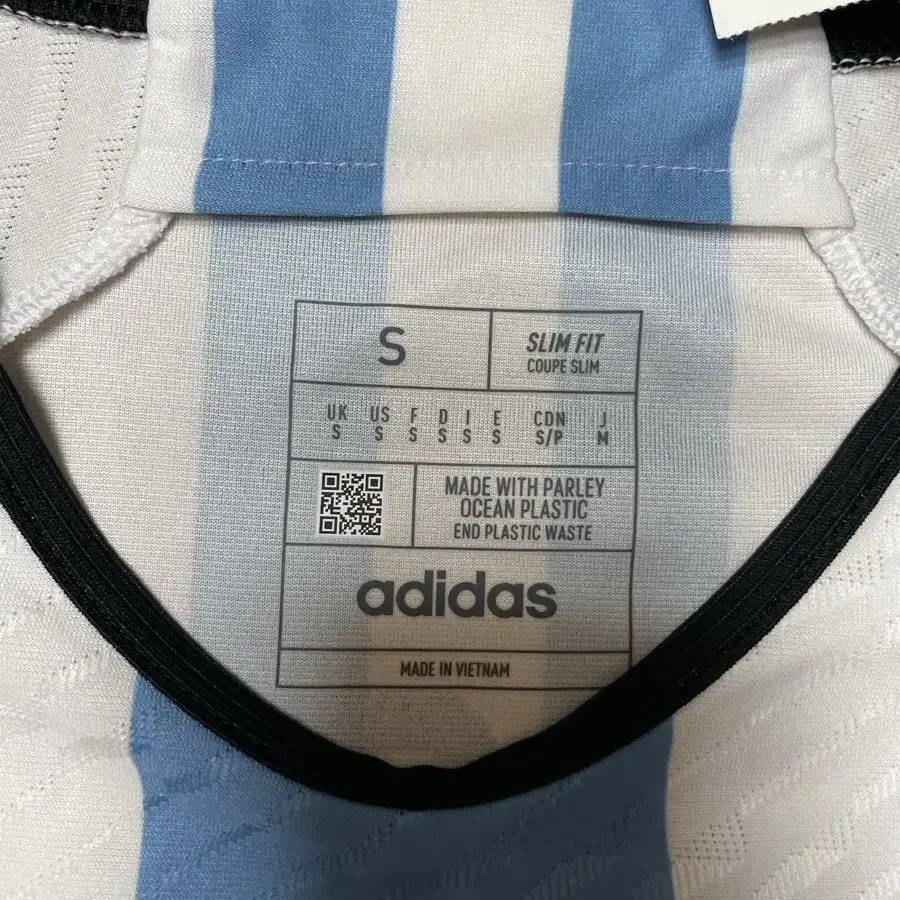 S
SLIM FIT
COUPE SLIM
UK US F D I E CDN J
S S S S S S S/P M
MADE WITH PARLEY
OCEAN PLASTIC
END PLASTIC WASTE
adidas
MADE IN VIETNAM